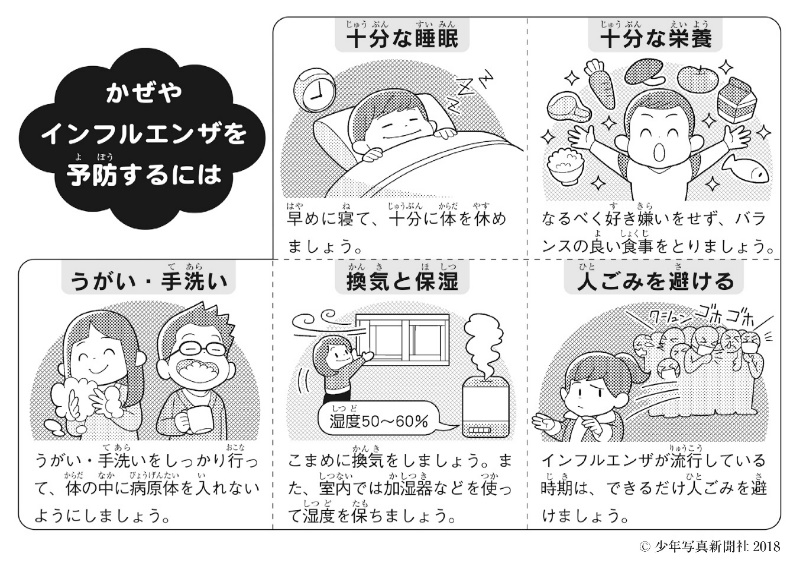 かぜや
インフルエンザを
予防するには
十分な睡眠
早めに寝て、十分に体を休め
ましょう。
十分な栄養
なるべく好き嫌いをせず、バラ
ンスの良い食事をとりましょう。
うがい・手洗い
うがい・手洗いをしっかり行っ
て、体の中に病原体を入れない
ようにしましょう。
換気と保湿
湿度50～60％
こまめに換気をしましょう。ま
た、室内では加湿器などを使っ
て湿度を保ちましょう。
人ごみを避ける
クシュン ゴホ ゴホ
インフルエンザが流行している
時期は、できるだけ人ごみを避
けましょう。
© 少年写真新聞社 2018